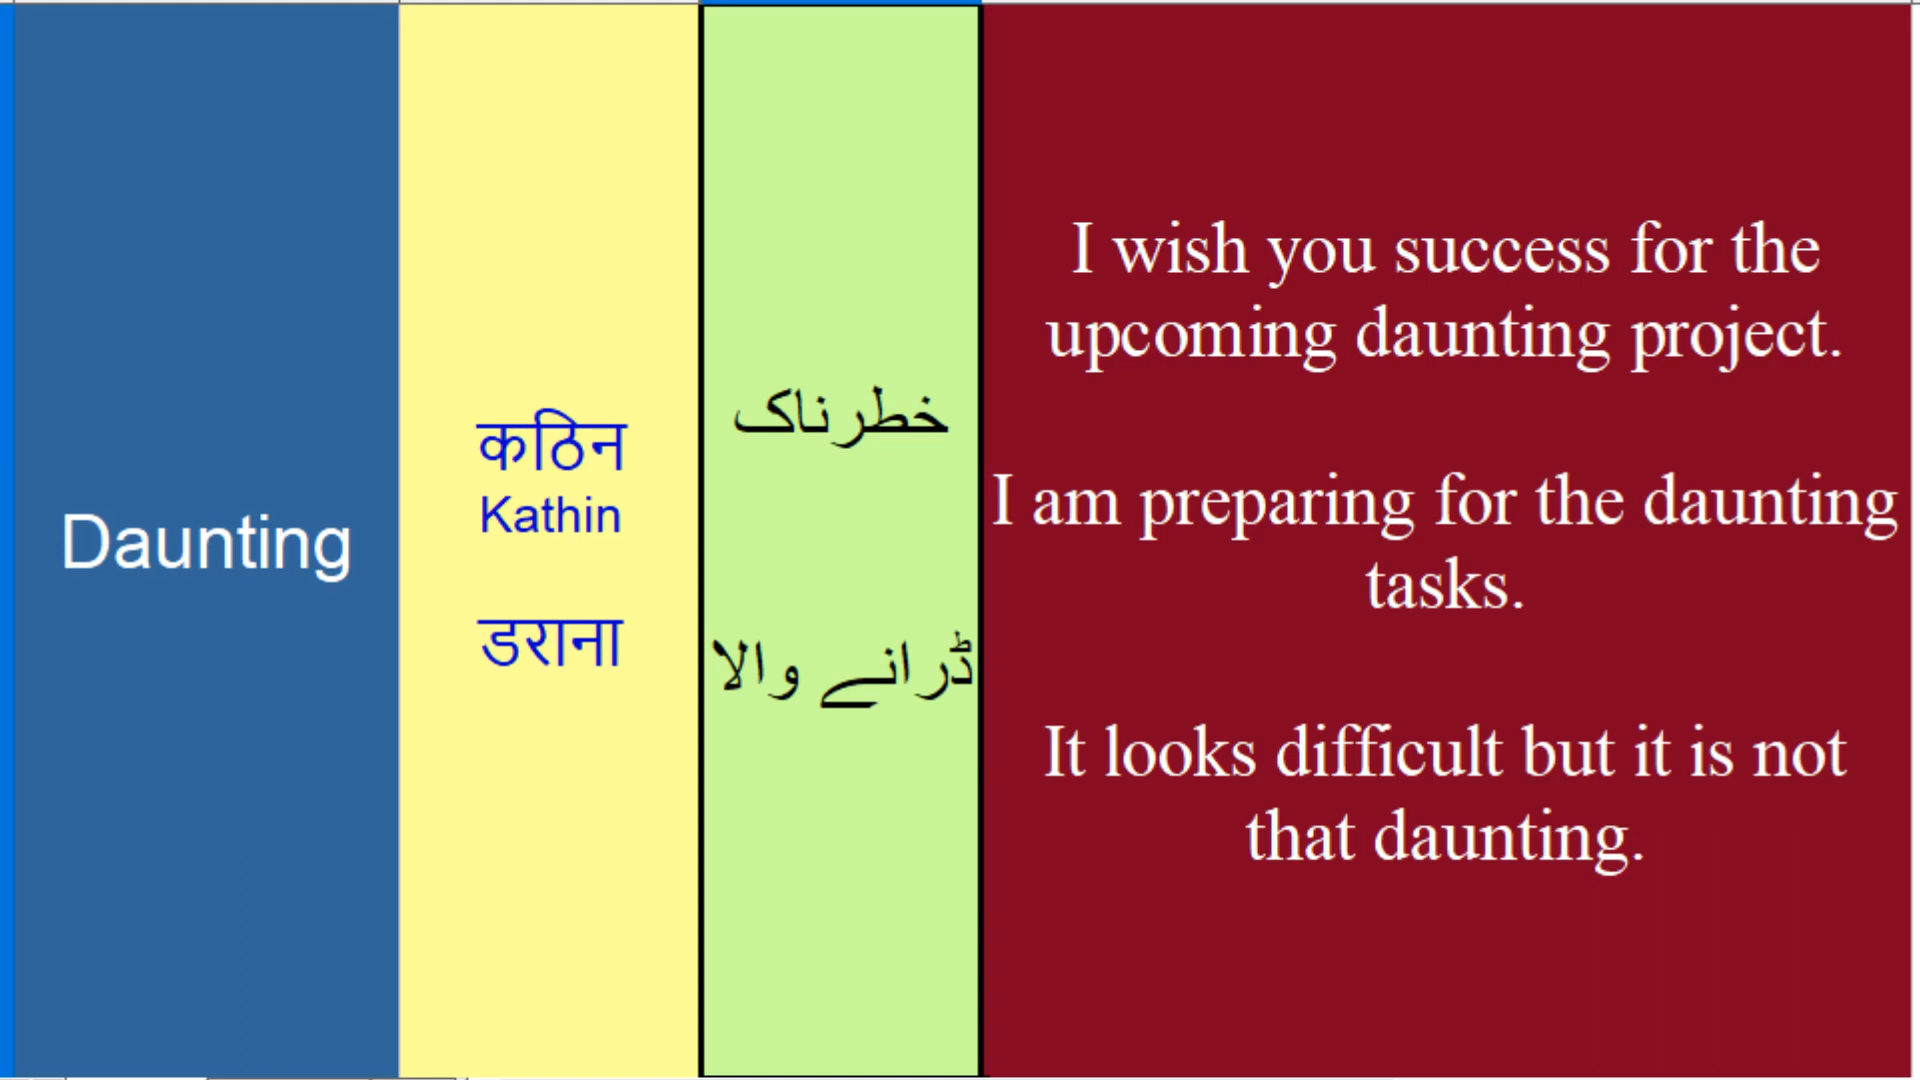 Daunting
कठिन
Kathin
डराना
خطرناک
ڈرانے والا
I wish you success for the
upcoming daunting project.
I am preparing for the daunting
tasks.
It looks difficult but it is not
that daunting.